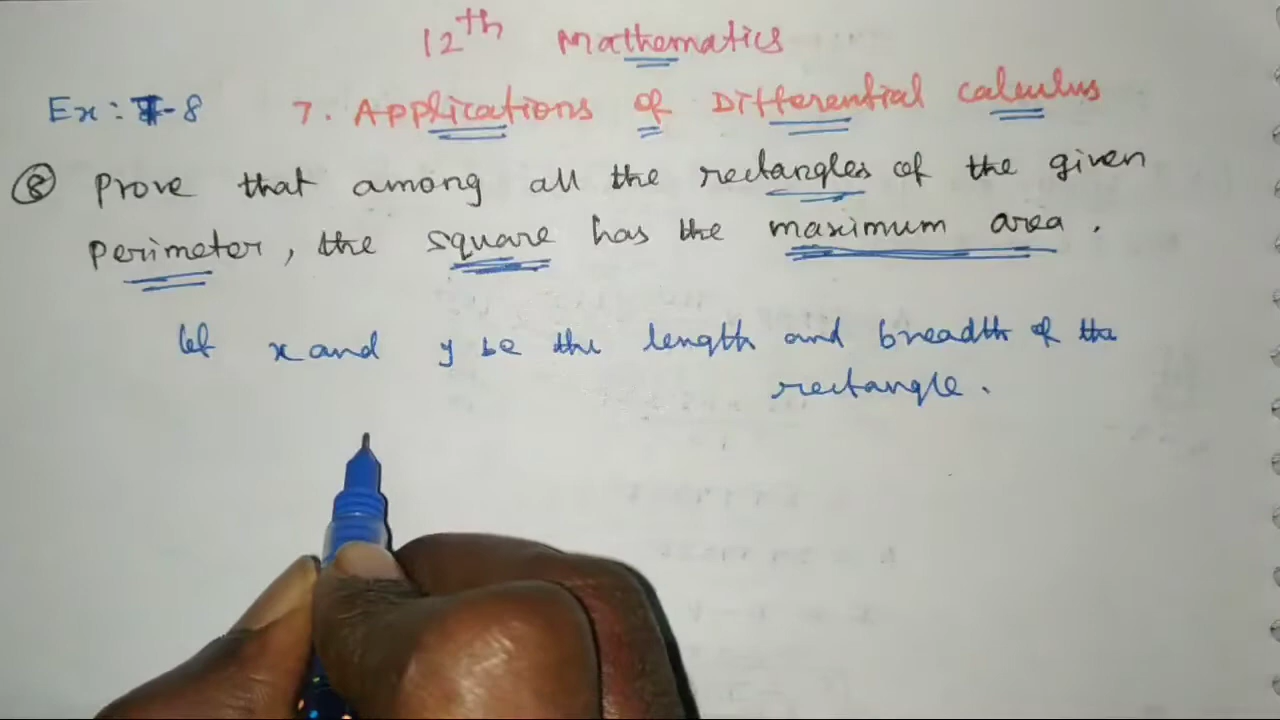 12th Mathematics
Ex: 7-8 7. Applications of Differential calculus
⑧ Prove that among all the rectangles of the given
perimeter, the square has the maximum area.
let x and y be the length and breadth of the
rectangle.